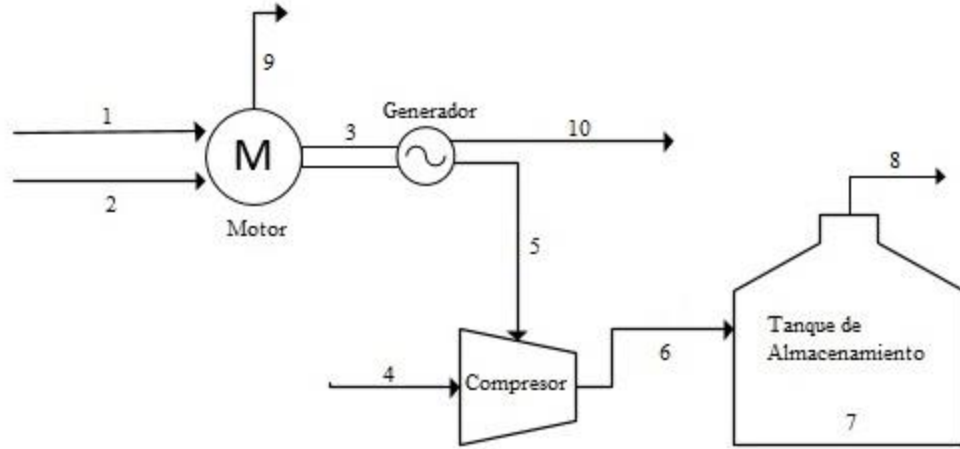 9
1
Generador
3
10
M
2
Motor
8
5
Tanque de
Almacenamiento
6
4
Compresor
7